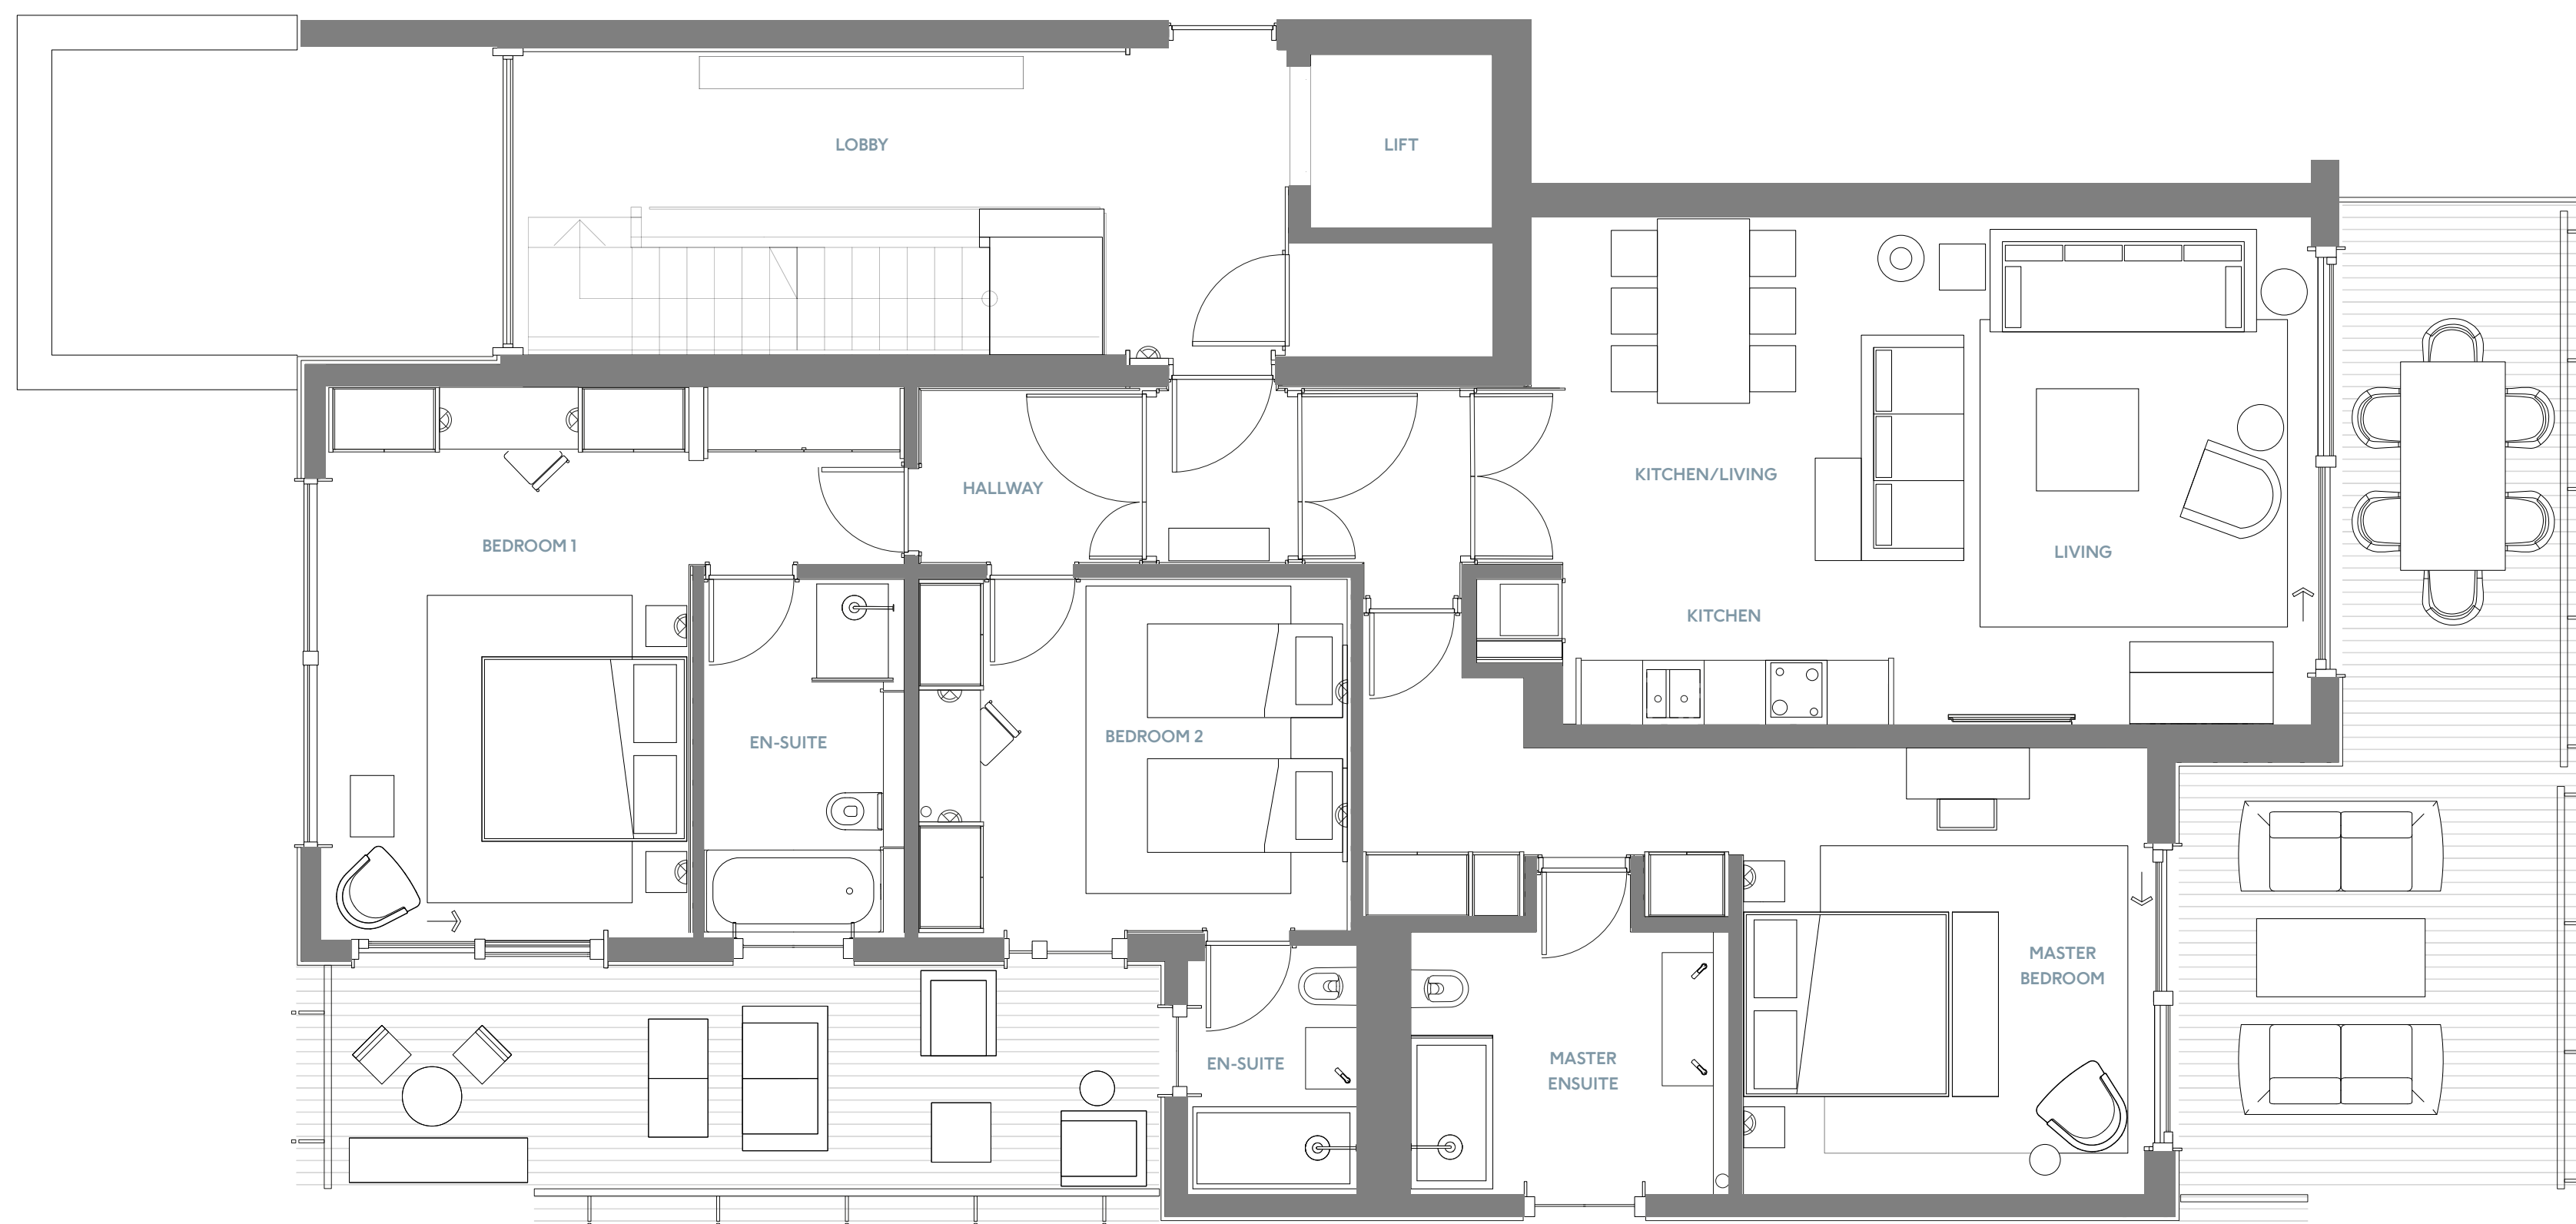 LOBBY
LIFT
KITCHEN/LIVING
HALLWAY
BEDROOM 1
LIVING
KITCHEN
EN-SUITE
BEDROOM 2
MASTER
BEDROOM
EN-SUITE
MASTER
ENSUITE